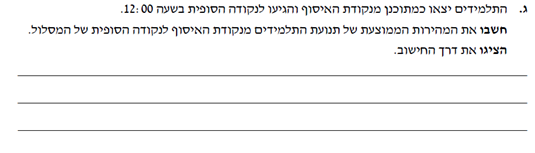 ג. התלמידים יצאו כמתוכנן מנקודת האיסוף והגיעו לנקודה הסופית בשעה 12:00.
חשבו את המהירות הממוצעת של תנועת התלמידים מנקודת האיסוף לנקודה הסופית של המסלול.
הציגו את דרך החישוב.